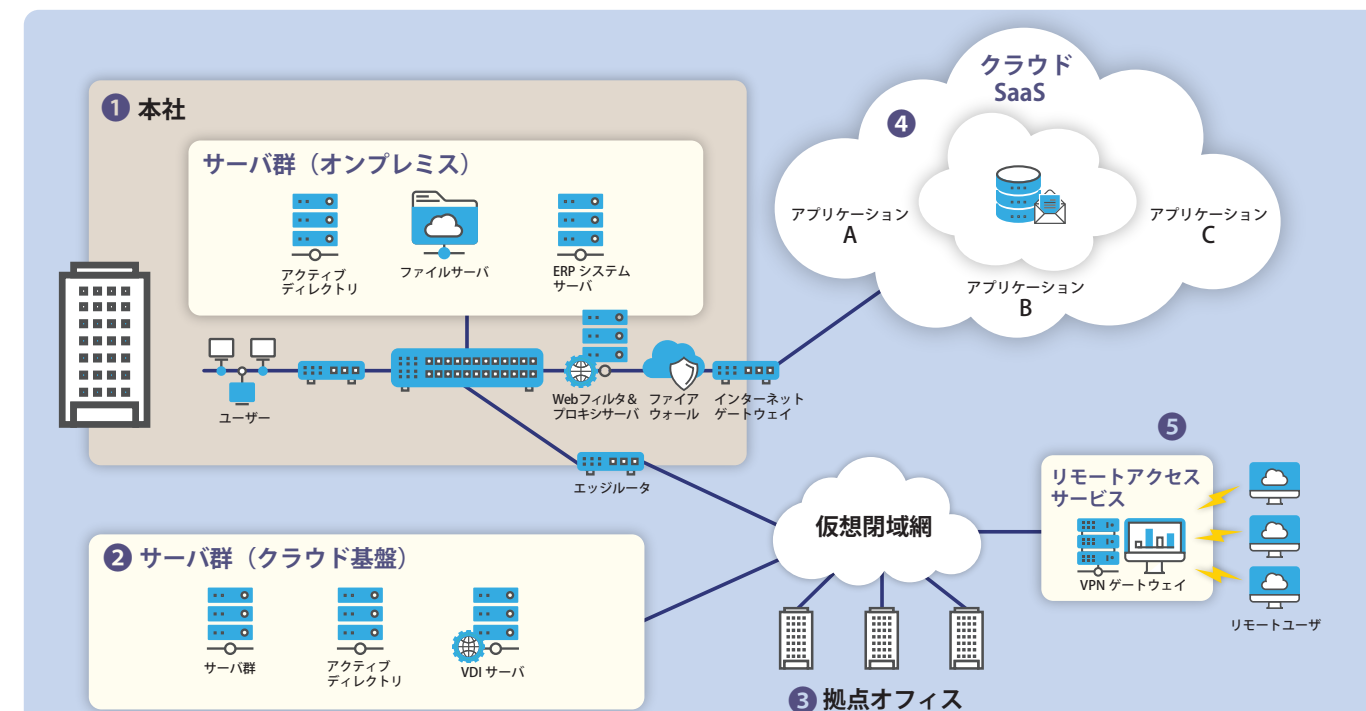 ❶ 本社
サーバ群（オンプレミス）
アクティブ
ディレクトリ
ファイルサーバ
ERP システム
サーバ
ユーザー
Webフィルタ&
プロキシサーバ
ファイア
ウォール
インターネット
ゲートウェイ
エッジルータ
クラウド
SaaS
❹
アプリケーション
A
アプリケーション
B
アプリケーション
C
❺
リモートアクセス
サービス
VPN ゲートウェイ
リモートユーザ
仮想閉域網
❷ サーバ群（クラウド基盤）
サーバ群
アクティブ
ディレクトリ
VDI サーバ
❸ 拠点オフィス